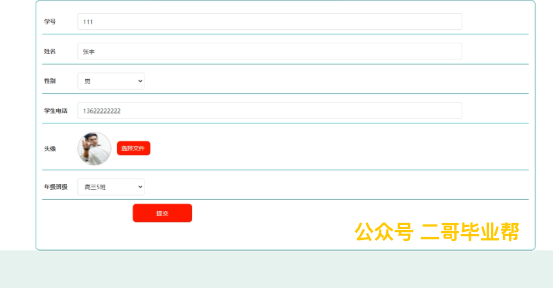 学号 111
姓名 张丰
性别 男
学生电话 13622222222
头像 选择文件
年级班级 高三5班
提交
公众号 二哥毕业帮